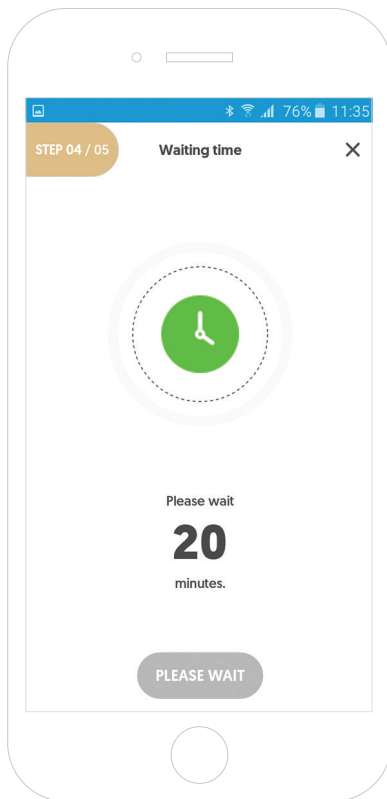 76% 11:35
STEP 04 / 05
Waiting time
Please wait
20
minutes.
PLEASE WAIT